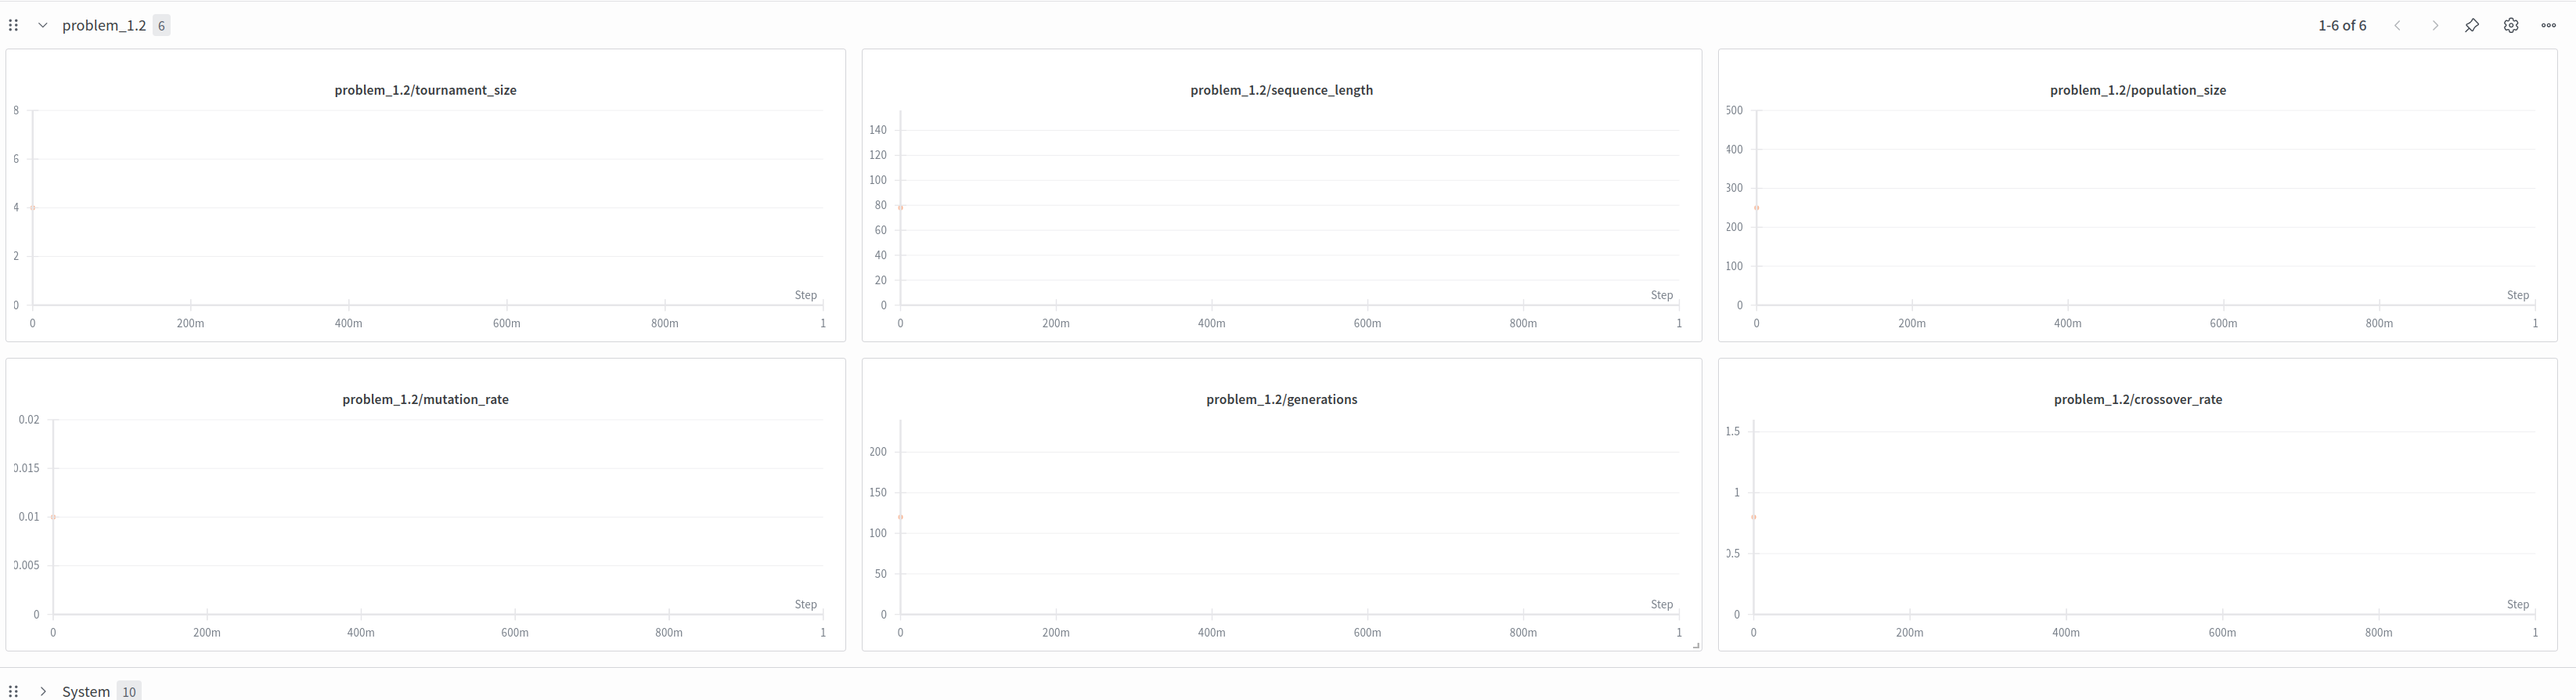 problem_1.2 6
1-6 of 6
problem_1.2/tournament_size
8
6
4
2
0
Step
0 200m 400m 600m 800m 1
problem_1.2/sequence_length
140
120
100
80
60
40
20
0
Step
0 200m 400m 600m 800m 1
problem_1.2/population_size
500
400
300
200
100
0
Step
0 200m 400m 600m 800m 1
problem_1.2/mutation_rate
0.02
0.015
0.01
0.005
0
Step
0 200m 400m 600m 800m 1
problem_1.2/generations
200
150
100
50
0
Step
0 200m 400m 600m 800m 1
problem_1.2/crossover_rate
1.5
1
0.5
0
Step
0 200m 400m 600m 800m 1
System 10